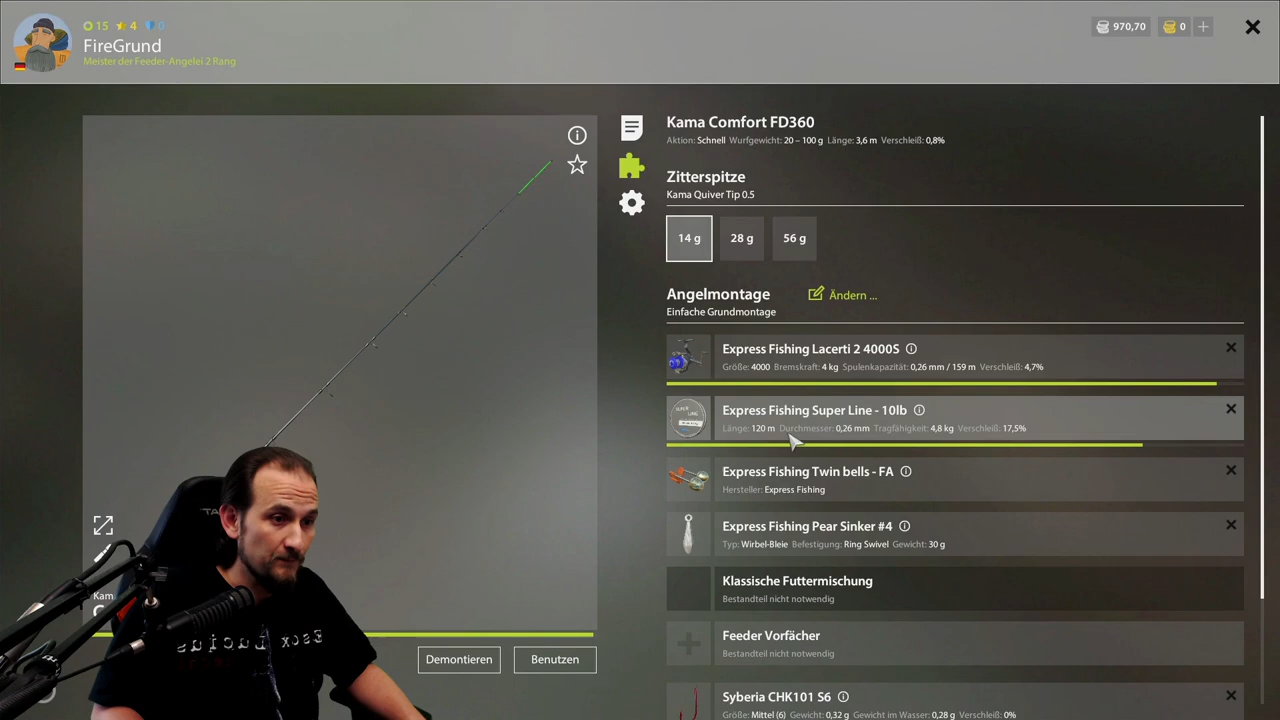 15 4 0
FireGrund
Meister der Feeder-Angelei 2 Rang
970,70 0
Kama Comfort FD360
Aktion: Schnell Wurfgewicht: 20 – 100 g Länge: 3,6 m Verschleiß: 0,8%
Zitterspitze
Kama Quiver Tip 0.5
14 g 28 g 56 g
Angelmontage Ändern ...
Einfache Grundmontage
Express Fishing Lacerti 2 4000S
Größe: 4000 Bremskraft: 4 kg Spulenkapazität: 0,26 mm / 159 m Verschleiß: 4,7%
Express Fishing Super Line - 10lb
Länge: 120 m Durchmesser: 0,26 mm Tragfähigkeit: 4,8 kg Verschleiß: 17,5%
Express Fishing Twin bells - FA
Hersteller: Express Fishing
Express Fishing Pear Sinker #4
Typ: Wirbel-Bleie Befestigung: Ring Swivel Gewicht: 30 g
Klassische Futtermischung
Bestandteil nicht notwendig
Feeder Vorfächer
Bestandteil nicht notwendig
Syberia CHK101 S6
Größe: Mittel (6) Gewicht: 0,32 g Gewicht im Wasser: 0,28 g Verschleiß: 0%
Kam
Demontieren Benutzen